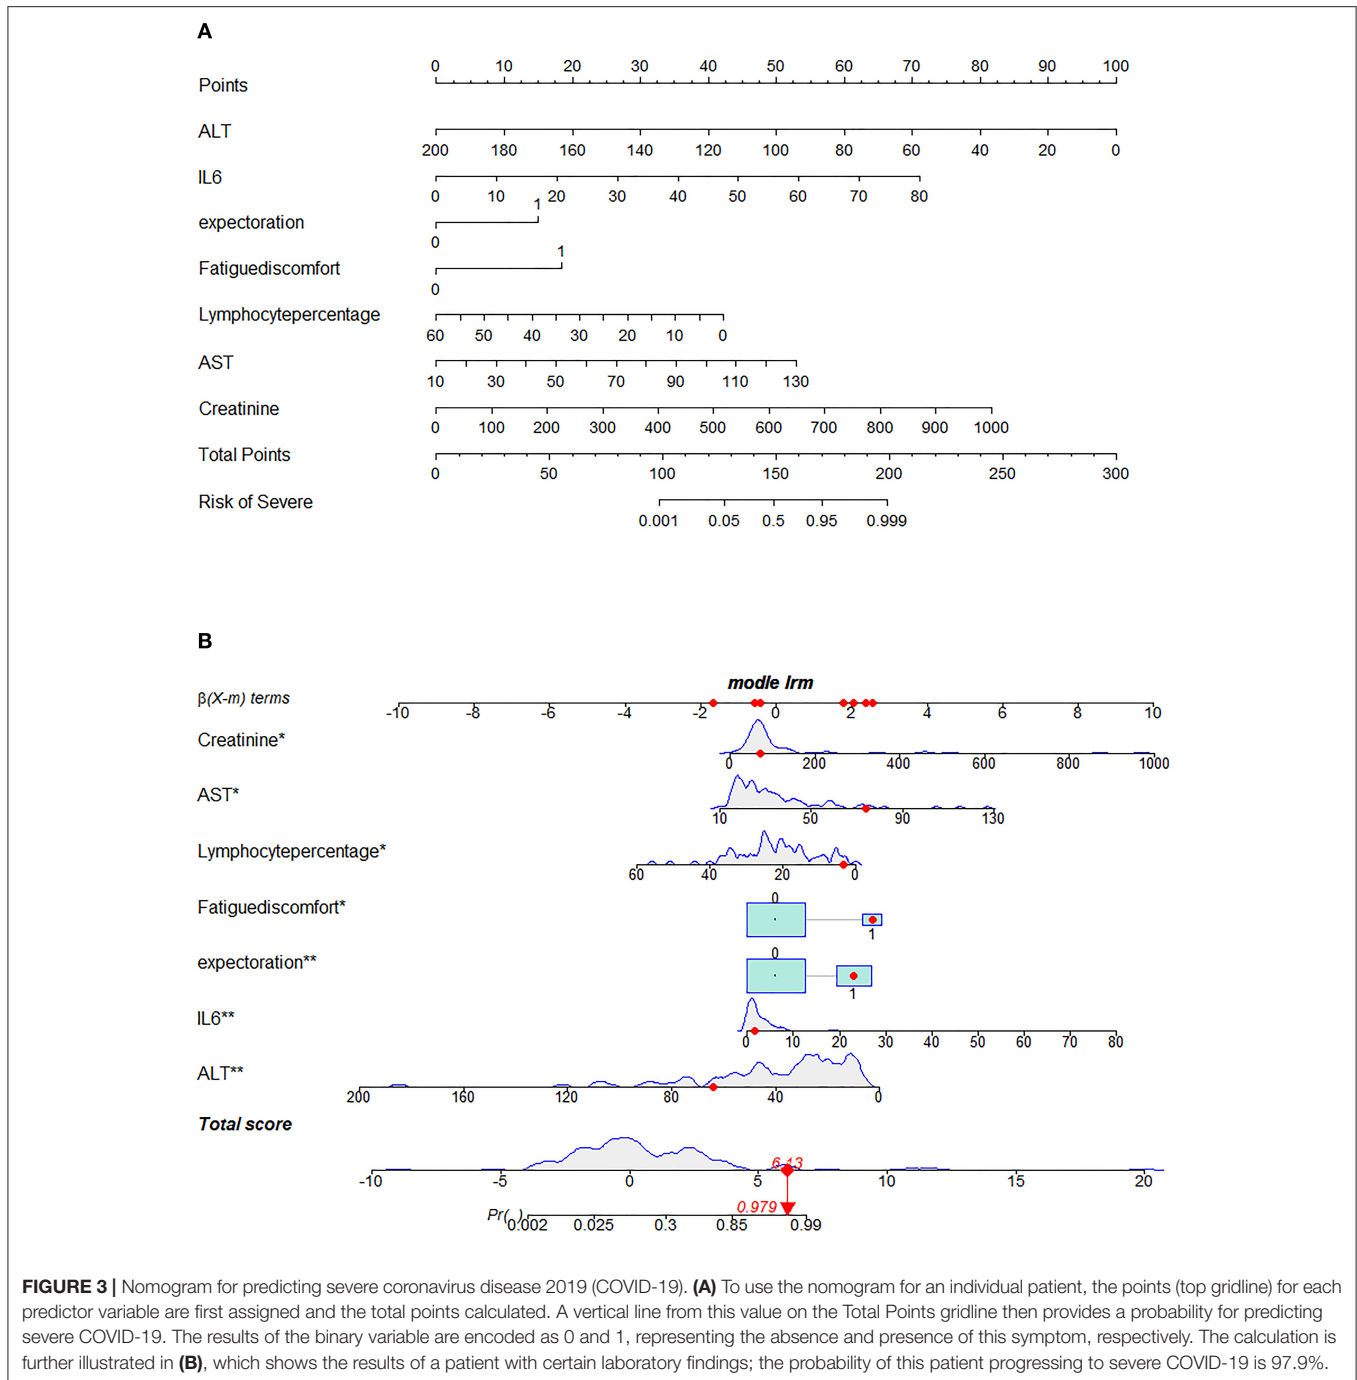 A
0 10 20 30 40 50 60 70 80 90 100
Points
ALT
200 180 160 140 120 100 80 60 40 20 0
IL6
0 10 20 30 40 50 60 70 80
1
expectoration
0
1
Fatiguediscomfort
0
Lymphocytepercentage
60 50 40 30 20 10 0
AST
10 30 50 70 90 110 130
Creatinine
0 100 200 300 400 500 600 700 800 900 1000
Total Points
0 50 100 150 200 250 300
Risk of Severe
0.001 0.05 0.5 0.95 0.999
B
modle lrm
β(X-m) terms
-10 -8 -6 -4 -2 0 2 4 6 8 10
Creatinine*
0 200 400 600 800 1000
AST*
10 50 90 130
Lymphocytepercentage*
60 40 20 0
0
Fatiguediscomfort*
1
0
expectoration**
1
IL6**
0 10 20 30 40 50 60 70 80
ALT**
200 160 120 80 40 0
Total score
6.13
-10 -5 0 5 10 15 20
0.979
Pr( )
0.002 0.025 0.3 0.85 0.99
FIGURE 3 | Nomogram for predicting severe coronavirus disease 2019 (COVID-19). (A) To use the nomogram for an individual patient, the points (top gridline) for each
predictor variable are first assigned and the total points calculated. A vertical line from this value on the Total Points gridline then provides a probability for predicting
severe COVID-19. The results of the binary variable are encoded as 0 and 1, representing the absence and presence of this symptom, respectively. The calculation is
further illustrated in (B), which shows the results of a patient with certain laboratory findings; the probability of this patient progressing to severe COVID-19 is 97.9%.